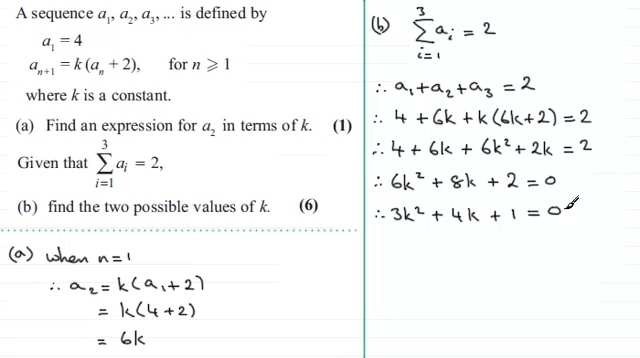 A sequence a₁, a₂, a₃, ... is defined by
a₁ = 4
aₙ₊₁ = k(aₙ + 2), for n ⩾ 1
where k is a constant.
(a) Find an expression for a₂ in terms of k. (1)
Given that ∑_{i=1}^{3} aᵢ = 2,
(b) find the two possible values of k. (6)
(a) when n=1
∴ a₂ = k(a₁+2)
= k(4+2)
= 6k
(b) ∑_{i=1}^{3} aᵢ = 2
∴ a₁+a₂+a₃ = 2
∴ 4 + 6k + k(6k+2) = 2
∴ 4 + 6k + 6k² + 2k = 2
∴ 6k² + 8k + 2 = 0
∴ 3k² + 4k + 1 = 0